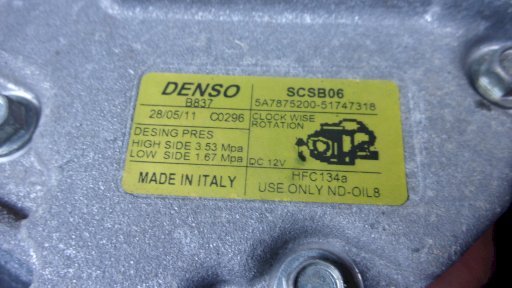 DENSO
B837
28/05/11 C0296
DESING PRES
HIGH SIDE 3.53 Mpa
LOW SIDE 1.67 Mpa
MADE IN ITALY
SCSB06
5A7875200-51747318
CLOCK WISE
ROTATION
DC 12V
HFC134a
USE ONLY ND-OIL8